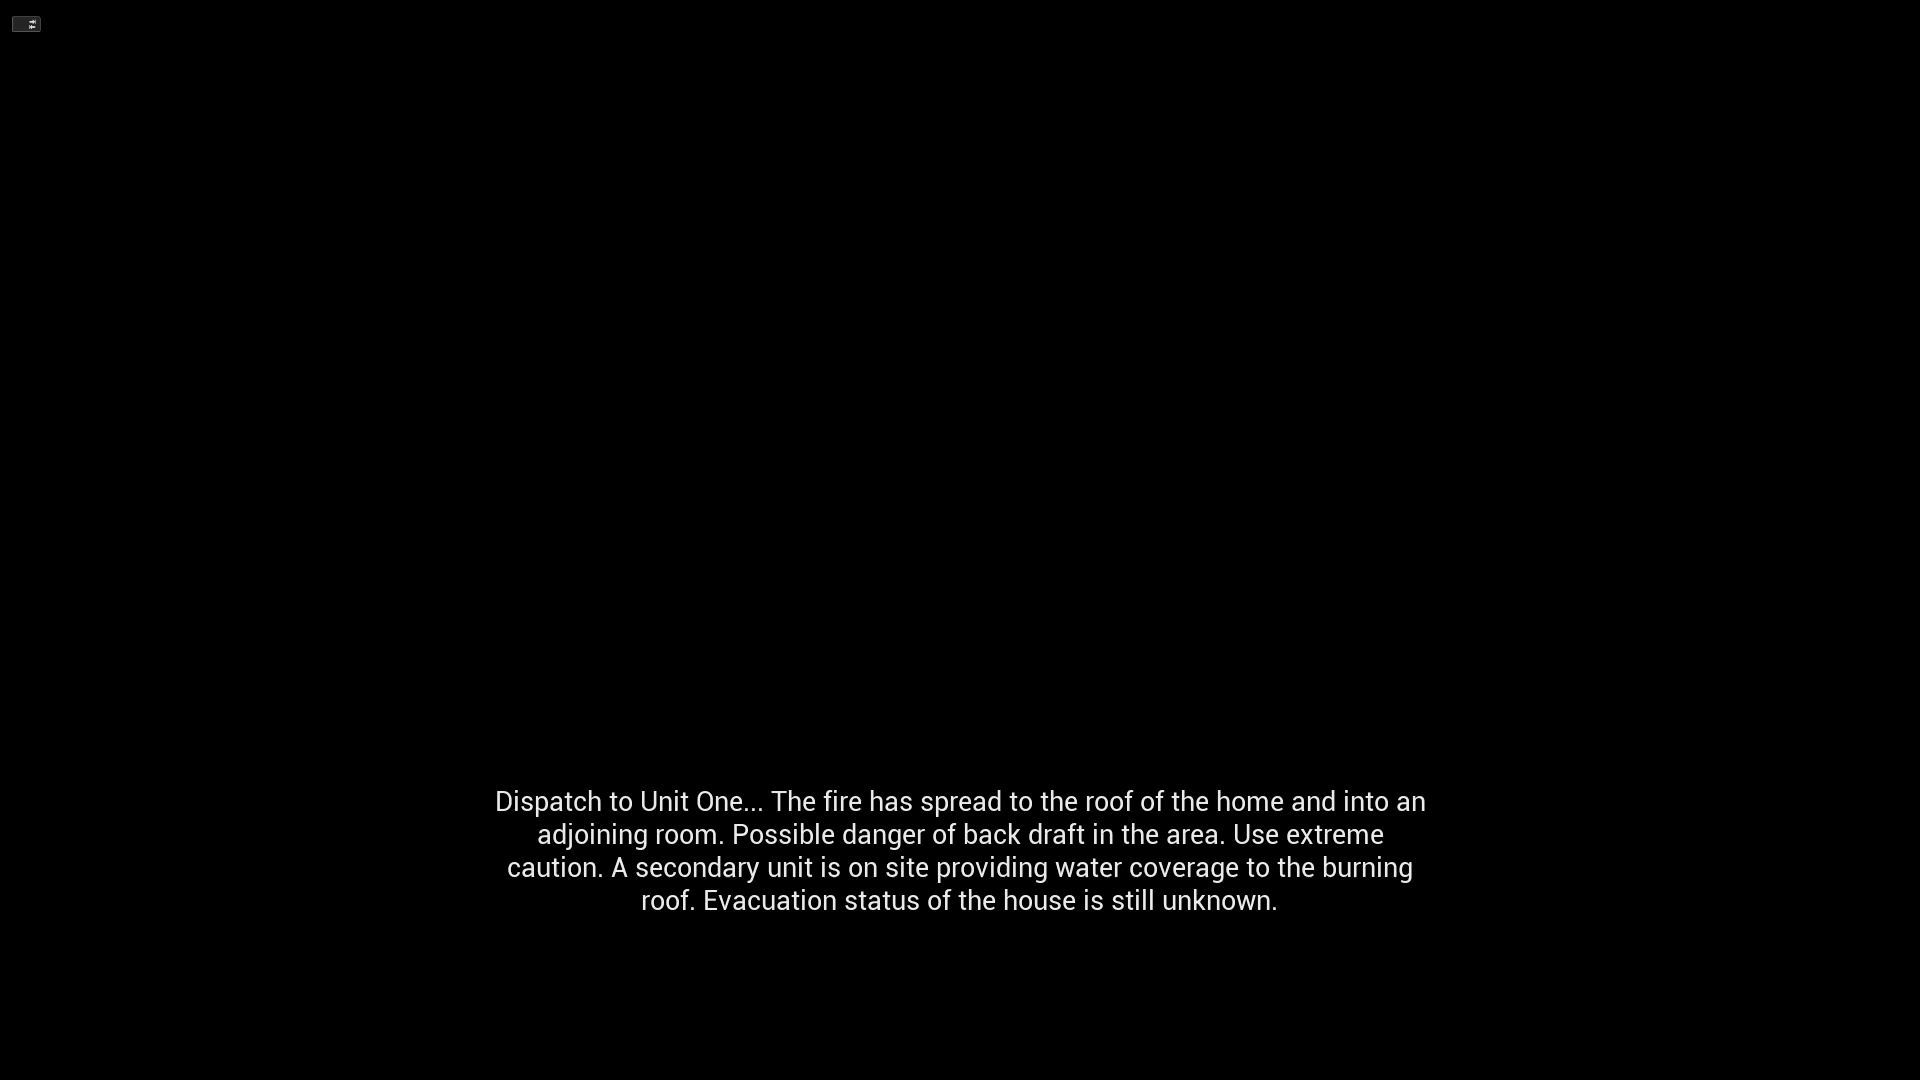 Dispatch to Unit One... The fire has spread to the roof of the home and into an
adjoining room. Possible danger of back draft in the area. Use extreme
caution. A secondary unit is on site providing water coverage to the burning
roof. Evacuation status of the house is still unknown.